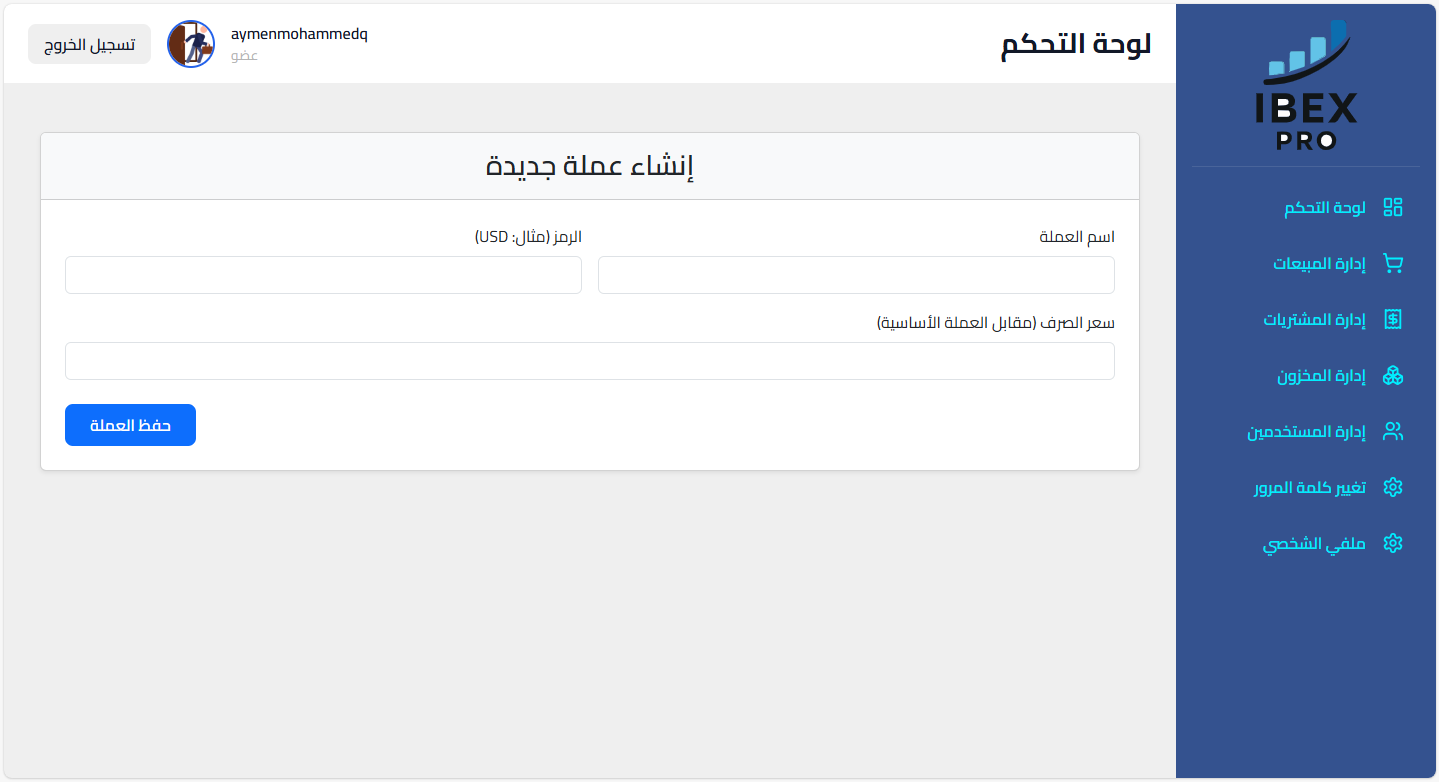 IBEX
PRO
لوحة التحكم
إدارة المبيعات
إدارة المشتريات
إدارة المخزون
إدارة المستخدمين
تغيير كلمة المرور
ملفي الشخصي
لوحة التحكم
aymenmohammedq
عضو
تسجيل الخروج
إنشاء عملة جديدة
اسم العملة
الرمز (مثال: USD)
سعر الصرف (مقابل العملة الأساسية)
حفظ العملة